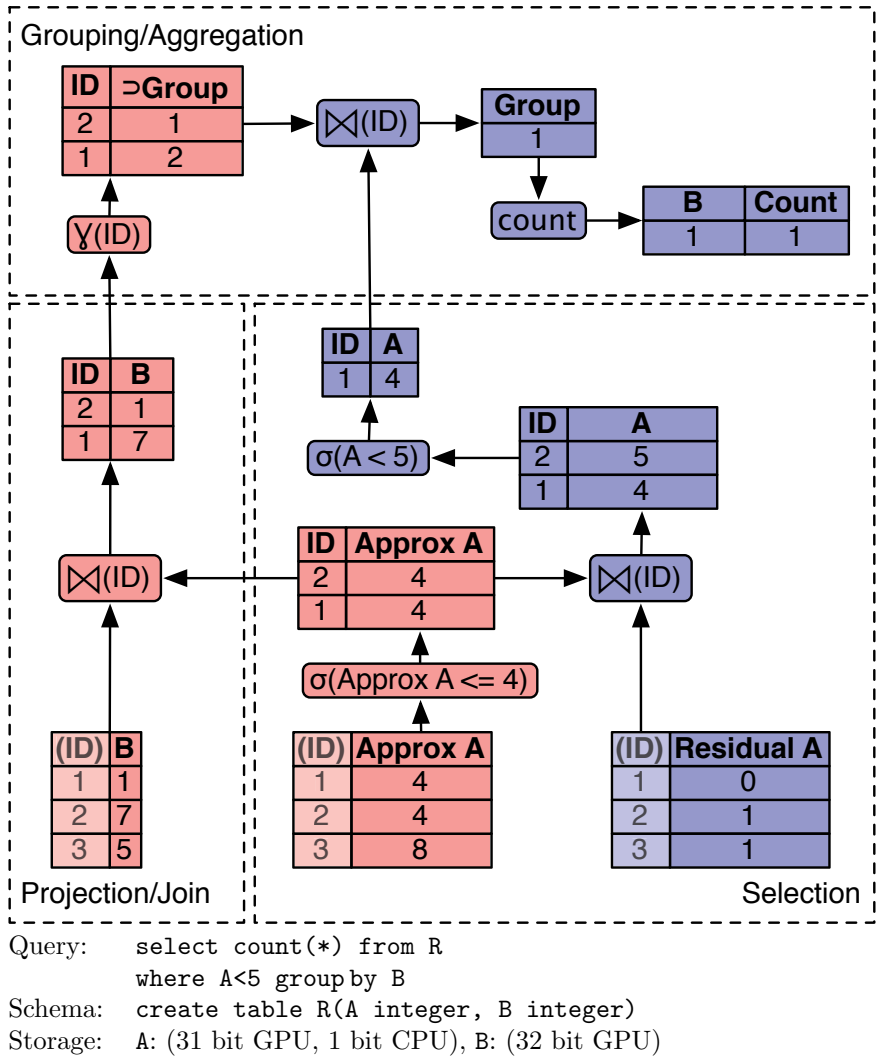 Grouping/Aggregation
ID ⊃Group
2 1
1 2
⋈(ID)
Group
1
ɣ(ID)
count
B Count
1 1
ID B
2 1
1 7
ID A
1 4
σ(A < 5)
ID A
2 5
1 4
⋈(ID)
ID Approx A
2 4
1 4
⋈(ID)
σ(Approx A <= 4)
(ID) B
1 1
2 7
3 5
(ID) Approx A
1 4
2 4
3 8
(ID) Residual A
1 0
2 1
3 1
Projection/Join
Selection
Query: select count(*) from R
where A<5 group by B
Schema: create table R(A integer, B integer)
Storage: A: (31 bit GPU, 1 bit CPU), B: (32 bit GPU)